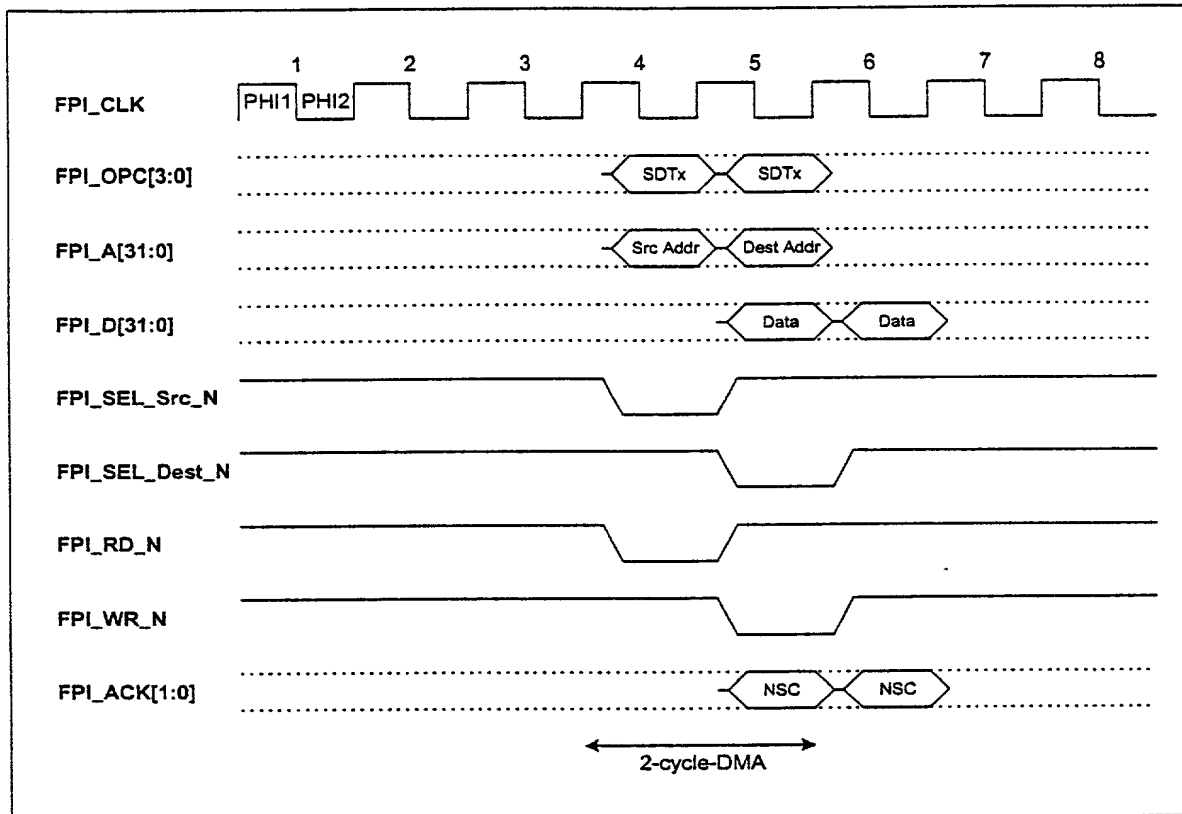 1 2 3 4 5 6 7 8
FPI_CLK PHI1 PHI2
FPI_OPC[3:0] SDTx SDTx
FPI_A[31:0] Src Addr Dest Addr
FPI_D[31:0] Data Data
FPI_SEL_Src_N
FPI_SEL_Dest_N
FPI_RD_N
FPI_WR_N
FPI_ACK[1:0] NSC NSC
2-cycle-DMA